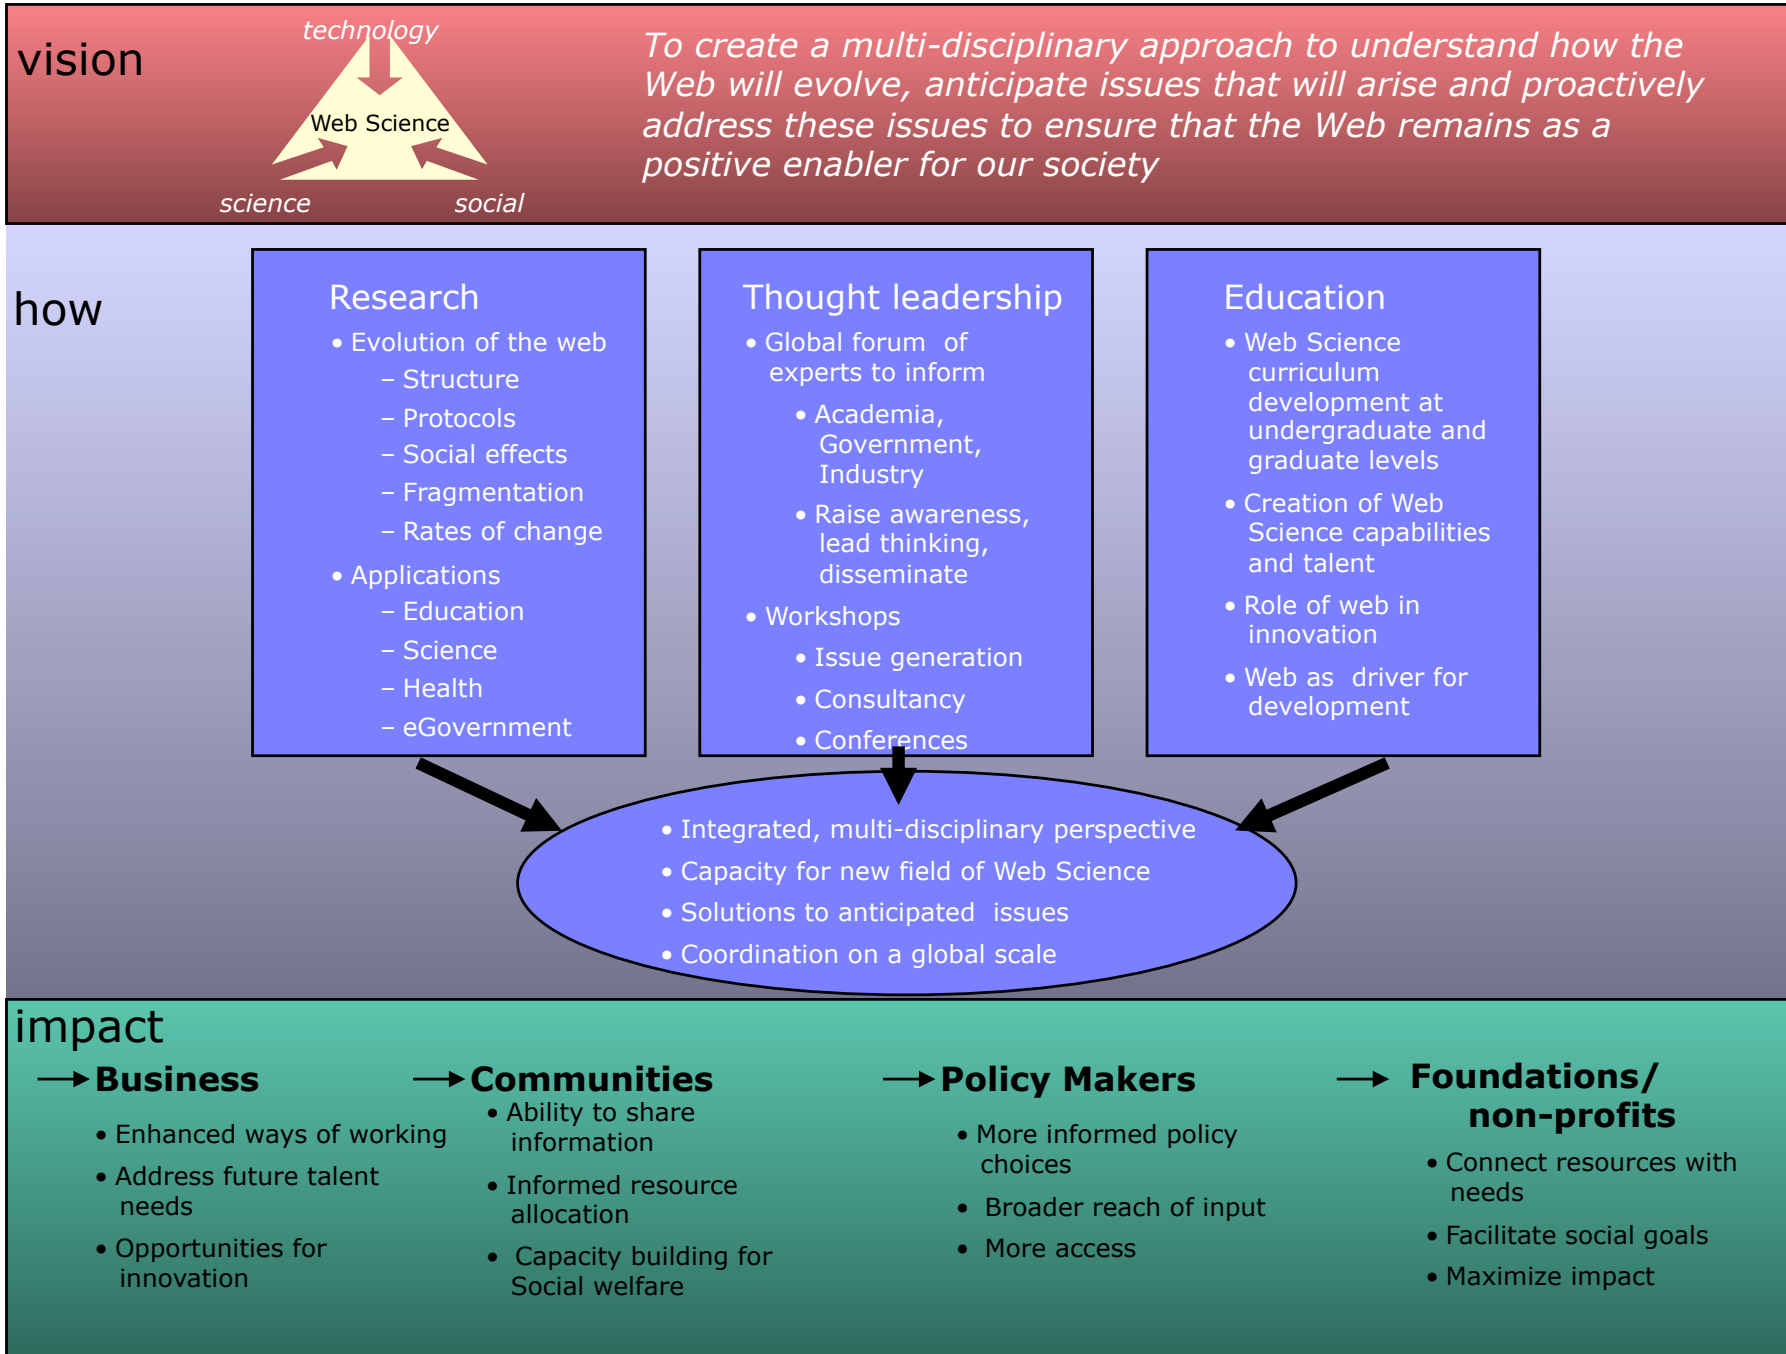 vision
technology
Web Science
science
social
To create a multi-disciplinary approach to understand how the
Web will evolve, anticipate issues that will arise and proactively
address these issues to ensure that the Web remains as a
positive enabler for our society
how
Research
• Evolution of the web
– Structure
– Protocols
– Social effects
– Fragmentation
– Rates of change
• Applications
– Education
– Science
– Health
– eGovernment
Thought leadership
• Global forum of
experts to inform
• Academia,
Government,
Industry
• Raise awareness,
lead thinking,
disseminate
• Workshops
• Issue generation
• Consultancy
• Conferences
Education
• Web Science
curriculum
development at
undergraduate and
graduate levels
• Creation of Web
Science capabilities
and talent
• Role of web in
innovation
• Web as driver for
development
• Integrated, multi-disciplinary perspective
• Capacity for new field of Web Science
• Solutions to anticipated issues
• Coordination on a global scale
impact
Business
• Enhanced ways of working
• Address future talent
needs
• Opportunities for
innovation
Communities
• Ability to share
information
• Informed resource
allocation
• Capacity building for
Social welfare
Policy Makers
• More informed policy
choices
• Broader reach of input
• More access
Foundations/
non-profits
• Connect resources with
needs
• Facilitate social goals
• Maximize impact